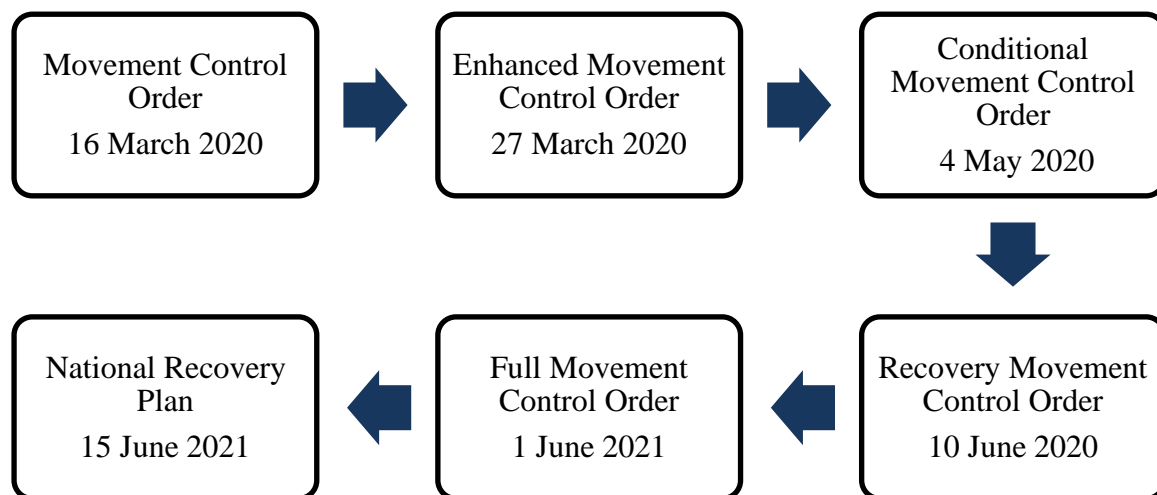 Movement Control
Order
16 March 2020
Enhanced Movement
Control Order
27 March 2020
Conditional
Movement Control
Order
4 May 2020
Recovery Movement
Control Order
10 June 2020
Full Movement
Control Order
1 June 2021
National Recovery
Plan
15 June 2021